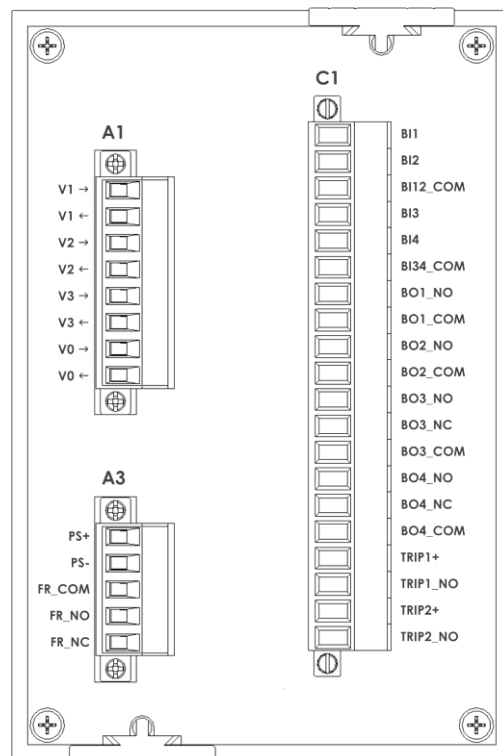 C1
A1
V1 →
V1 ←
V2 →
V2 ←
V3 →
V3 ←
V0 →
V0 ←
BI1
BI2
BI12_COM
BI3
BI4
BI34_COM
BO1_NO
BO1_COM
BO2_NO
BO2_COM
BO3_NO
BO3_NC
BO3_COM
BO4_NO
BO4_NC
BO4_COM
TRIP1+
TRIP1_NO
TRIP2+
TRIP2_NO
A3
PS+
PS-
FR_COM
FR_NO
FR_NC